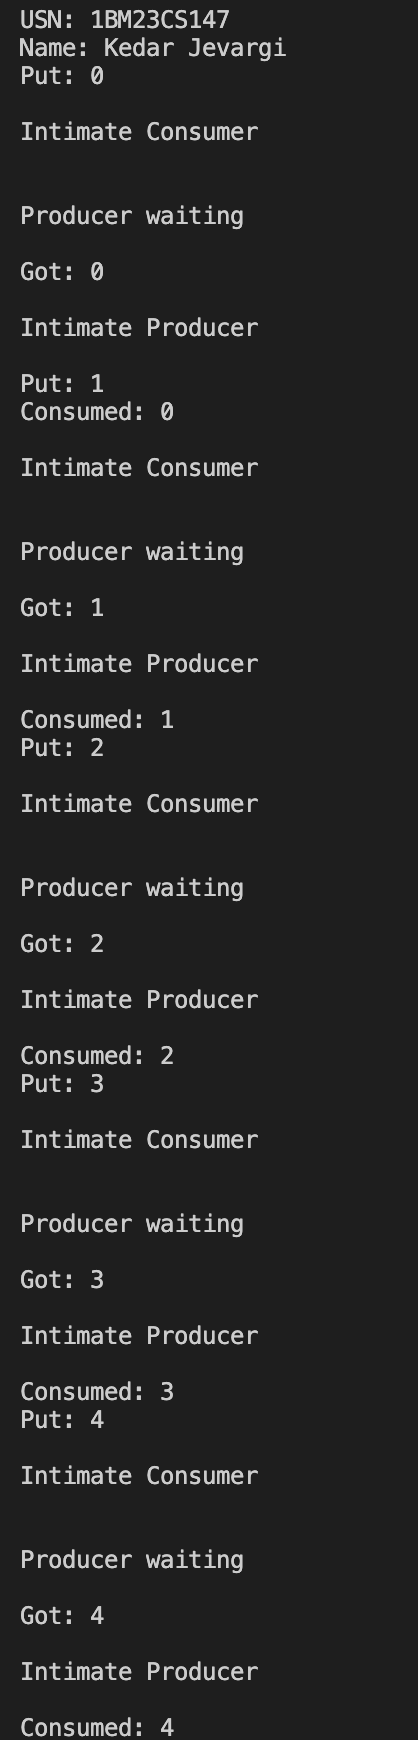 USN: 1BM23CS147
Name: Kedar Jevargi
Put: 0
Intimate Consumer
Producer waiting
Got: 0
Intimate Producer
Put: 1
Consumed: 0
Intimate Consumer
Producer waiting
Got: 1
Intimate Producer
Consumed: 1
Put: 2
Intimate Consumer
Producer waiting
Got: 2
Intimate Producer
Consumed: 2
Put: 3
Intimate Consumer
Producer waiting
Got: 3
Intimate Producer
Consumed: 3
Put: 4
Intimate Consumer
Producer waiting
Got: 4
Intimate Producer
Consumed: 4